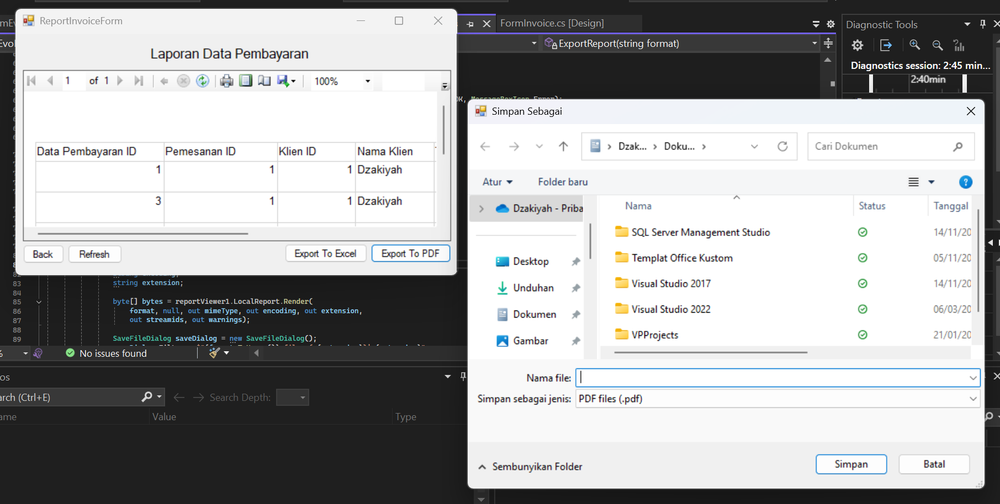 ReportInvoiceForm
Laporan Data Pembayaran
1 of 1
100%
Data Pembayaran ID Pemesanan ID Klien ID Nama Klien
1 1 1 Dzakiyah
3 1 1 Dzakiyah
Back Refresh Export To Excel Export To PDF
FormInvoice.cs [Design]
ExportReport(string format)
Diagnostic Tools
Diagnostics session: 2:45 min...
2:40min
Simpan Sebagai
Dzak... Doku...
Cari Dokumen
Atur Folder baru
Dzakiyah - Priba
Desktop
Unduhan
Dokumen
Gambar
Nama Status Tanggal
SQL Server Management Studio 14/11/20
Templat Office Kustom 05/11/20
Visual Studio 2017 14/11/20
Visual Studio 2022 06/03/20
VPProjects 21/01/20
Nama file:
Simpan sebagai jenis: PDF files (.pdf)
Sembunyikan Folder
Simpan Batal
83 string extension;
84
85 byte[] bytes = reportViewer1.LocalReport.Render(
86 format, null, out mimeType, out encoding, out extension,
87 out streamids, out warnings);
88
89 SaveFileDialog saveDialog = new SaveFileDialog();
No issues found
arch (Ctrl+E)
Search Depth:
ame Value Type